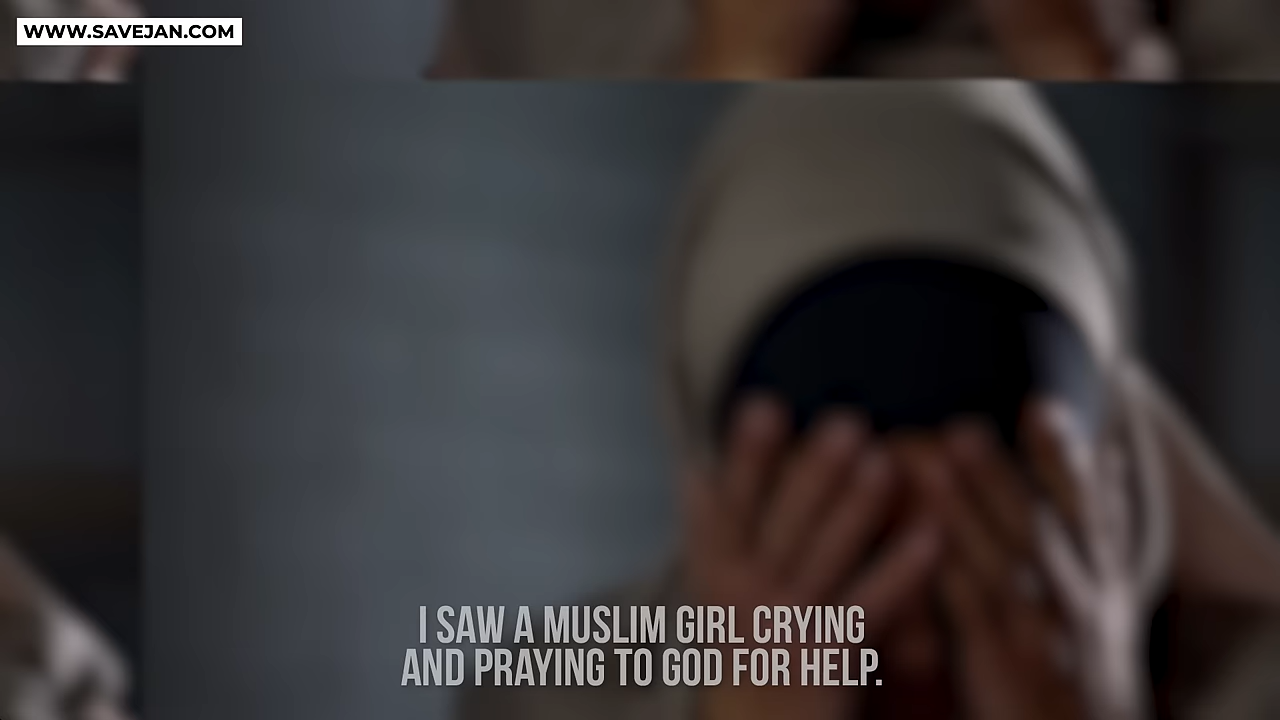 WWW.SAVEJAN.COM
I SAW A MUSLIM GIRL CRYING
AND PRAYING TO GOD FOR HELP.